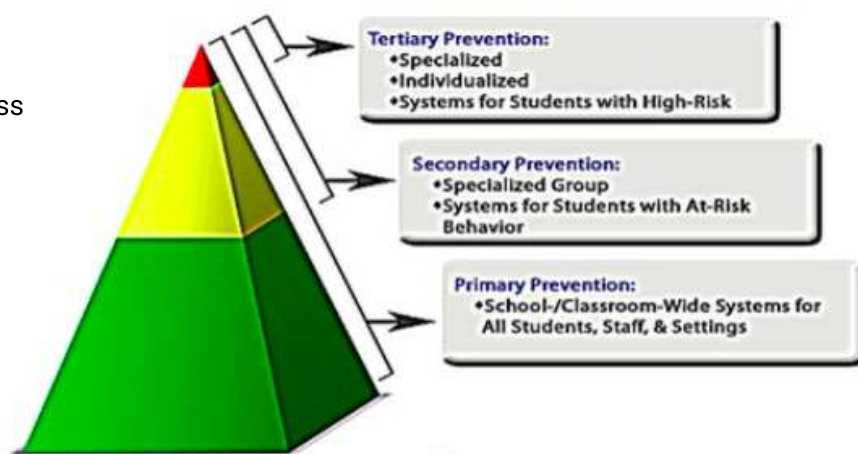 ss
Tertiary Prevention:
•Specialized
•Individualized
•Systems for Students with High-Risk
Secondary Prevention:
•Specialized Group
•Systems for Students with At-Risk
Behavior
Primary Prevention:
•School-/Classroom-Wide Systems for
All Students, Staff, & Settings